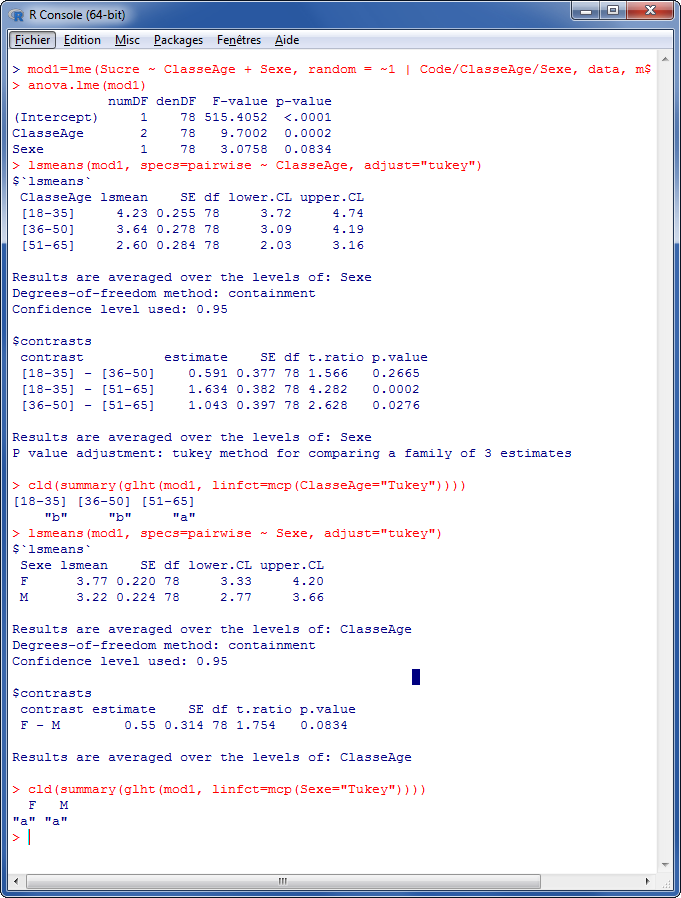 R Console (64-bit)
Fichier Edition Misc Packages Fenêtres Aide
> mod1=lme(Sucre ~ ClasseAge + Sexe, random = ~1 | Code/ClasseAge/Sexe, data, m$
> anova.lme(mod1)
numDF denDF F-value p-value
(Intercept) 1 78 515.4052 <.0001
ClasseAge 2 78 9.7002 0.0002
Sexe 1 78 3.0758 0.0834
> lsmeans(mod1, specs=pairwise ~ ClasseAge, adjust="tukey")
$`lsmeans`
ClasseAge lsmean SE df lower.CL upper.CL
[18-35] 4.23 0.255 78 3.72 4.74
[36-50] 3.64 0.278 78 3.09 4.19
[51-65] 2.60 0.284 78 2.03 3.16
Results are averaged over the levels of: Sexe
Degrees-of-freedom method: containment
Confidence level used: 0.95
$contrasts
contrast estimate SE df t.ratio p.value
[18-35] - [36-50] 0.591 0.377 78 1.566 0.2665
[18-35] - [51-65] 1.634 0.382 78 4.282 0.0002
[36-50] - [51-65] 1.043 0.397 78 2.628 0.0276
Results are averaged over the levels of: Sexe
P value adjustment: tukey method for comparing a family of 3 estimates
> cld(summary(glht(mod1, linfct=mcp(ClasseAge="Tukey"))))
[18-35] [36-50] [51-65]
"b" "b" "a"
> lsmeans(mod1, specs=pairwise ~ Sexe, adjust="tukey")
$`lsmeans`
Sexe lsmean SE df lower.CL upper.CL
F 3.77 0.220 78 3.33 4.20
M 3.22 0.224 78 2.77 3.66
Results are averaged over the levels of: ClasseAge
Degrees-of-freedom method: containment
Confidence level used: 0.95
$contrasts
contrast estimate SE df t.ratio p.value
F - M 0.55 0.314 78 1.754 0.0834
Results are averaged over the levels of: ClasseAge
> cld(summary(glht(mod1, linfct=mcp(Sexe="Tukey"))))
F M
"a" "a"
>